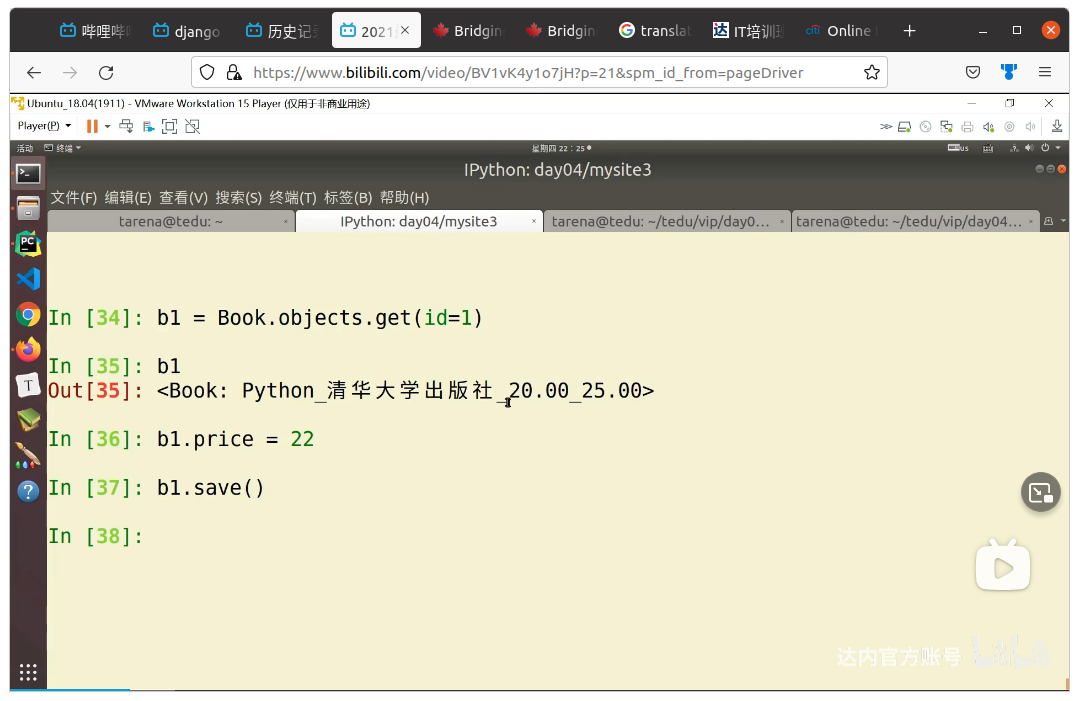 哔哩哔
django
历史记
2021
Bridgin
Bridgin
translat
IT培训班
Online
https://www.bilibili.com/video/BV1vK4y1o7jH?p=21&spm_id_from=pageDriver
Ubuntu_18.04(1911) - VMware Workstation 15 Player (仅用于非商业用途)
Player(P)
活动 终端 星期四 22：25
IPython: day04/mysite3
文件(F) 编辑(E) 查看(V) 搜索(S) 终端(T) 标签(B) 帮助(H)
tarena@tedu: ~
IPython: day04/mysite3
tarena@tedu: ~/tedu/vip/day0...
tarena@tedu: ~/tedu/vip/day04...
In [34]: b1 = Book.objects.get(id=1)
In [35]: b1
Out[35]: <Book: Python_清华大学出版社_20.00_25.00>
In [36]: b1.price = 22
In [37]: b1.save()
In [38]:
达内官方账号